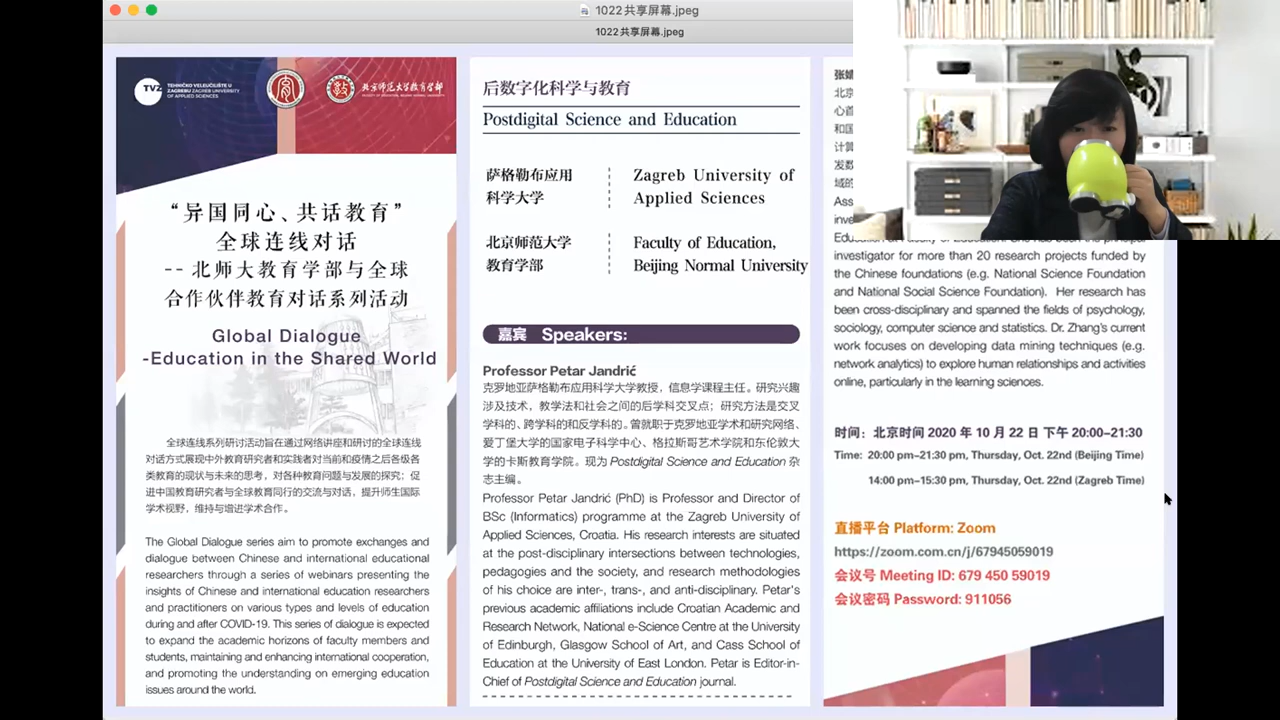 1022共享屏幕.jpeg
1022共享屏幕.jpeg
TVZ
TEHNIČKO VELEUČILIŠTE U
ZAGREBU ZAGREB UNIVERSITY
OF APPLIED SCIENCES
北京师范大学教育学部
“异国同心、共话教育”
全球连线对话
-- 北师大教育学部与全球
合作伙伴教育对话系列活动
Global Dialogue
-Education in the Shared World
全球连线系列研讨活动旨在通过网络讲座和研讨的全球连线
对话方式展现中外教育研究者和实践者对当前和疫情之后各级各
类教育的现状与未来的思考，对各种教育问题与发展的探究；促
进中国教育研究者与全球教育同行的交流与对话，提升师生国际
学术视野，维持与增进学术合作。
The Global Dialogue series aim to promote exchanges and
dialogue between Chinese and international educational
researchers through a series of webinars presenting the
insights of Chinese and international education researchers
and practitioners on various types and levels of education
during and after COVID-19. This series of dialogue is expected
to expand the academic horizons of faculty members and
students, maintaining and enhancing international cooperation,
and promoting the understanding on emerging education
issues around the world.
后数字化科学与教育
Postdigital Science and Education
萨格勒布应用
科学大学
Zagreb University of
Applied Sciences
北京师范大学
教育学部
Faculty of Education,
Beijing Normal University
嘉宾 Speakers:
Professor Petar Jandrić
克罗地亚萨格勒布应用科学大学教授，信息学课程主任。研究兴趣
涉及技术，教学法和社会之间的后学科交叉点；研究方法是交叉
学科的、跨学科的和反学科的。曾就职于克罗地亚学术和研究网络、
爱丁堡大学的国家电子科学中心、格拉斯哥艺术学院和东伦敦大
学的卡斯教育学院。现为 Postdigital Science and Education 杂
志主编。
Professor Petar Jandrić (PhD) is Professor and Director of
BSc (Informatics) programme at the Zagreb University of
Applied Sciences, Croatia. His research interests are situated
at the post-disciplinary intersections between technologies,
pedagogies and the society, and research methodologies
of his choice are inter-, trans-, and anti-disciplinary. Petar's
previous academic affiliations include Croatian Academic and
Research Network, National e-Science Centre at the University
of Edinburgh, Glasgow School of Art, and Cass School of
Education at the University of East London. Petar is Editor-in-
Chief of Postdigital Science and Education journal.
北京
心首
和国
计算
发数
域的
Ass
inve
investigator for more than 20 research projects funded by
the Chinese foundations (e.g. National Science Foundation
and National Social Science Foundation). Her research has
been cross-disciplinary and spanned the fields of psychology,
sociology, computer science and statistics. Dr. Zhang's current
work focuses on developing data mining techniques (e.g.
network analytics) to explore human relationships and activities
online, particularly in the learning sciences.
时间：北京时间 2020 年 10 月 22 日 下午 20:00-21:30
Time: 20:00 pm-21:30 pm, Thursday, Oct. 22nd (Beijing Time)
14:00 pm-15:30 pm, Thursday, Oct. 22nd (Zagreb Time)
直播平台 Platform: Zoom
https://zoom.com.cn/j/67945059019
会议号 Meeting ID: 679 450 59019
会议密码 Password: 911056